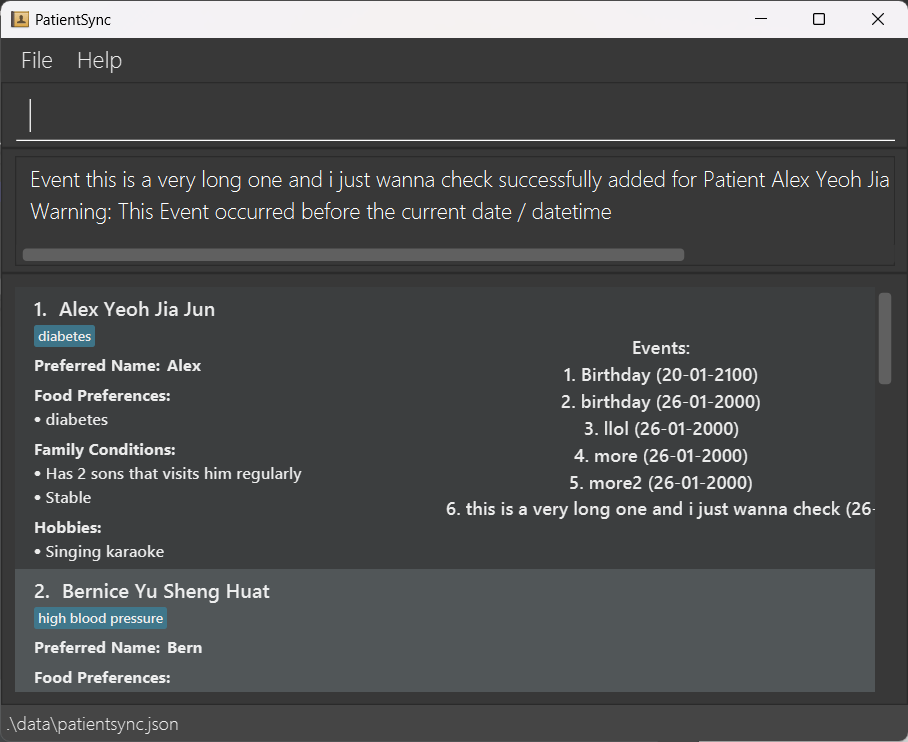 PatientSync
File Help
Event this is a very long one and i just wanna check successfully added for Patient Alex Yeoh Jia
Warning: This Event occurred before the current date / datetime
1. Alex Yeoh Jia Jun
diabetes
Preferred Name: Alex
Food Preferences:
• diabetes
Family Conditions:
• Has 2 sons that visits him regularly
• Stable
Hobbies:
• Singing karaoke
Events:
1. Birthday (20-01-2100)
2. birthday (26-01-2000)
3. llol (26-01-2000)
4. more (26-01-2000)
5. more2 (26-01-2000)
6. this is a very long one and i just wanna check (26-
2. Bernice Yu Sheng Huat
high blood pressure
Preferred Name: Bern
Food Preferences:
.\data\patientsync.json